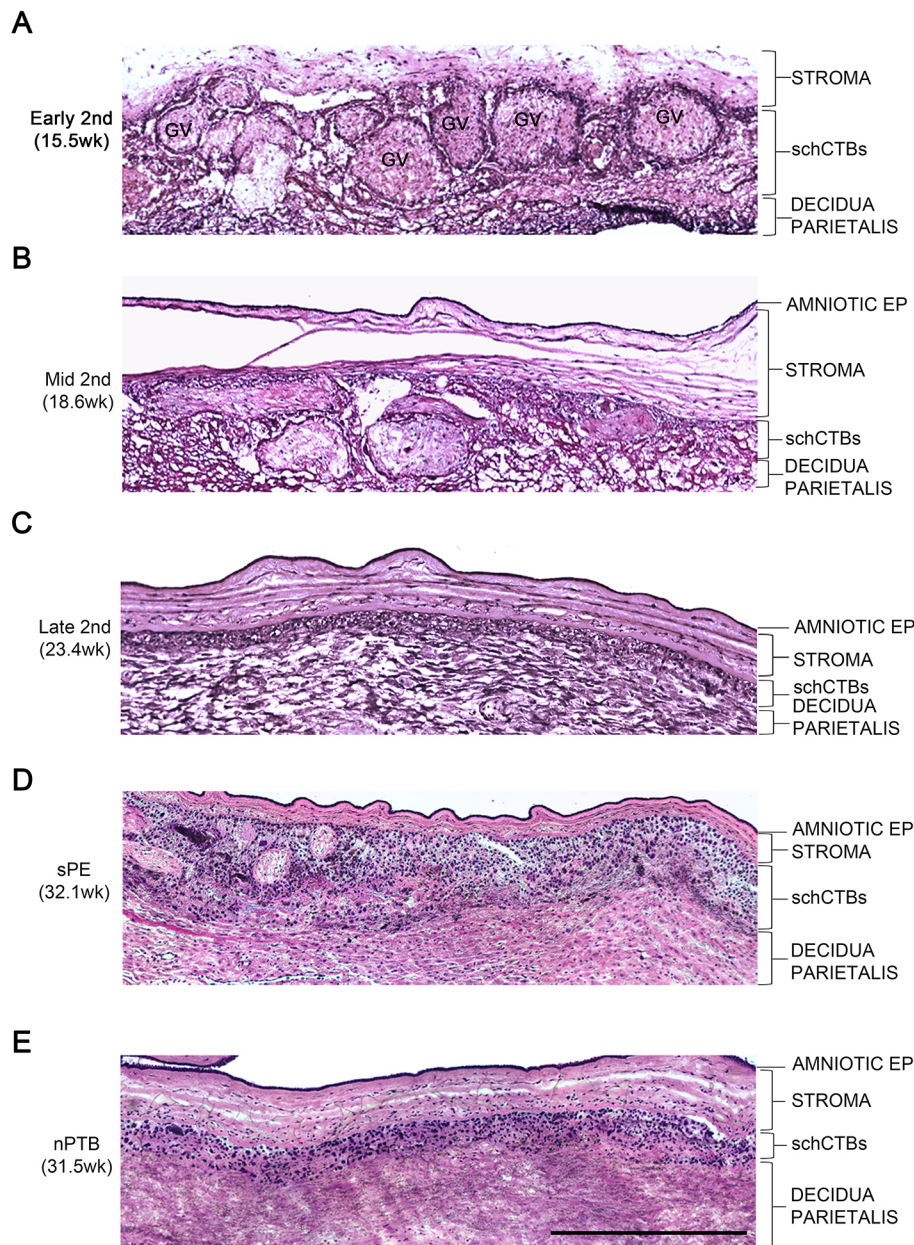 A
Early 2nd
(15.5wk)
GV
GV
GV
GV
GV
STROMA
schCTBs
DECIDUA
PARIETALIS
B
Mid 2nd
(18.6wk)
AMNIOTIC EP
STROMA
schCTBs
DECIDUA
PARIETALIS
C
Late 2nd
(23.4wk)
AMNIOTIC EP
STROMA
schCTBs
DECIDUA
PARIETALIS
D
sPE
(32.1wk)
AMNIOTIC EP
STROMA
schCTBs
DECIDUA
PARIETALIS
E
nPTB
(31.5wk)
AMNIOTIC EP
STROMA
schCTBs
DECIDUA
PARIETALIS